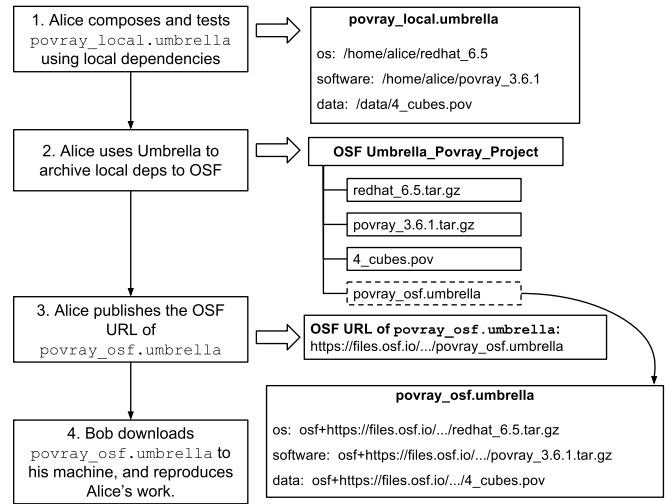 1. Alice composes and tests
povray_local.umbrella
using local dependencies
povray_local.umbrella
os: /home/alice/redhat_6.5
software: /home/alice/povray_3.6.1
data: /data/4_cubes.pov
2. Alice uses Umbrella to
archive local deps to OSF
OSF Umbrella_Povray_Project
redhat_6.5.tar.gz
povray_3.6.1.tar.gz
4_cubes.pov
povray_osf.umbrella
3. Alice publishes the OSF
URL of
povray_osf.umbrella
OSF URL of povray_osf.umbrella:
https://files.osf.io/.../povray_osf.umbrella
4. Bob downloads
povray_osf.umbrella to
his machine, and reproduces
Alice's work.
povray_osf.umbrella
os: osf+https://files.osf.io/.../redhat_6.5.tar.gz
software: osf+https://files.osf.io/.../povray_3.6.1.tar.gz
data: osf+https://files.osf.io/.../4_cubes.pov